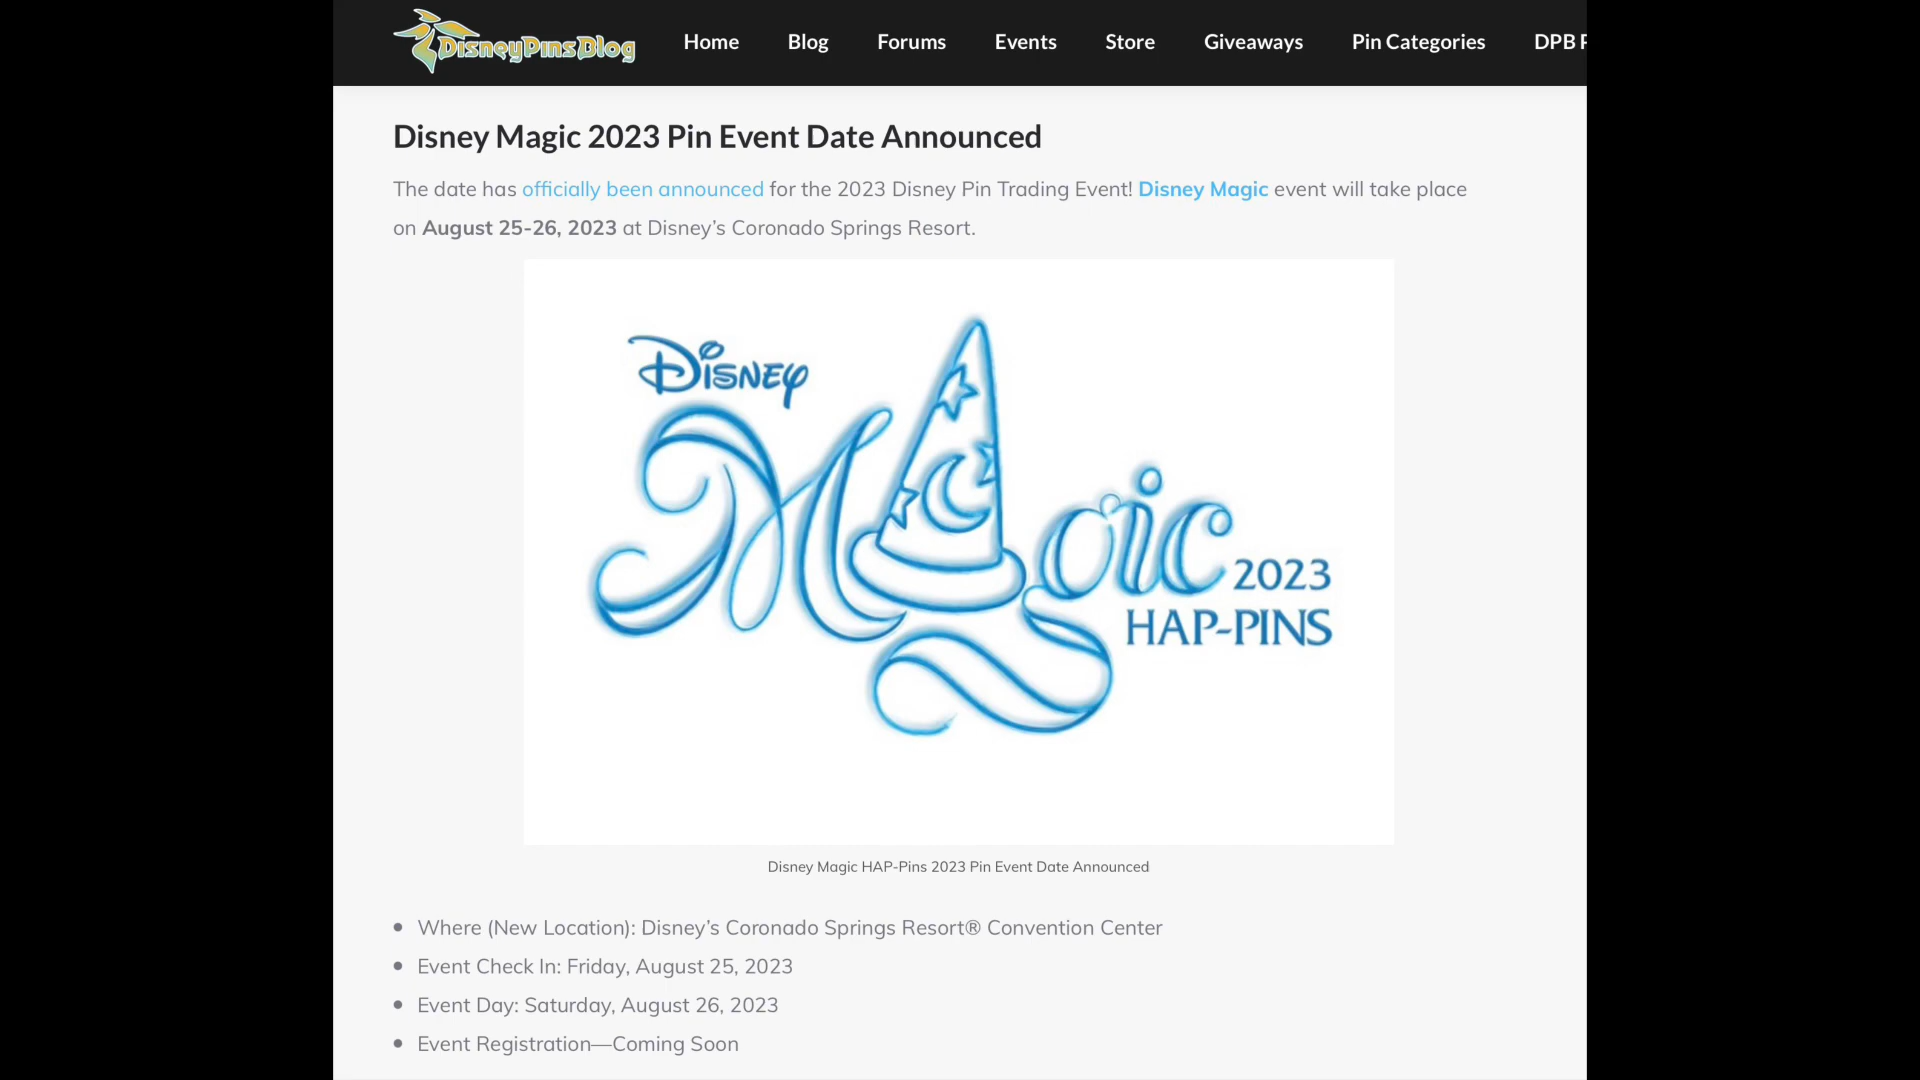 DisneyPinsBlog Home Blog Forums Events Store Giveaways Pin Categories DPB
Disney Magic 2023 Pin Event Date Announced
The date has officially been announced for the 2023 Disney Pin Trading Event! Disney Magic event will take place
on August 25-26, 2023 at Disney’s Coronado Springs Resort.
Disney
Magic
2023
HAP-PINS
Disney Magic HAP-Pins 2023 Pin Event Date Announced
• Where (New Location): Disney’s Coronado Springs Resort® Convention Center
• Event Check In: Friday, August 25, 2023
• Event Day: Saturday, August 26, 2023
• Event Registration—Coming Soon